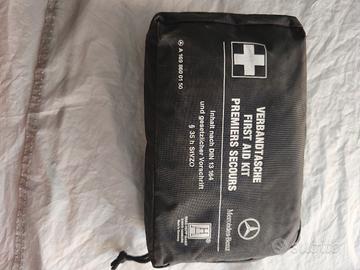 VERBANDTASCHE
FIRST AID KIT
PREMIERS SECOURS
Inhalt nach DIN 13 164
und gesetzlicher Vorschrift
§ 35 h StVZO
A 169 860 01 50
Mercedes-Benz
subito